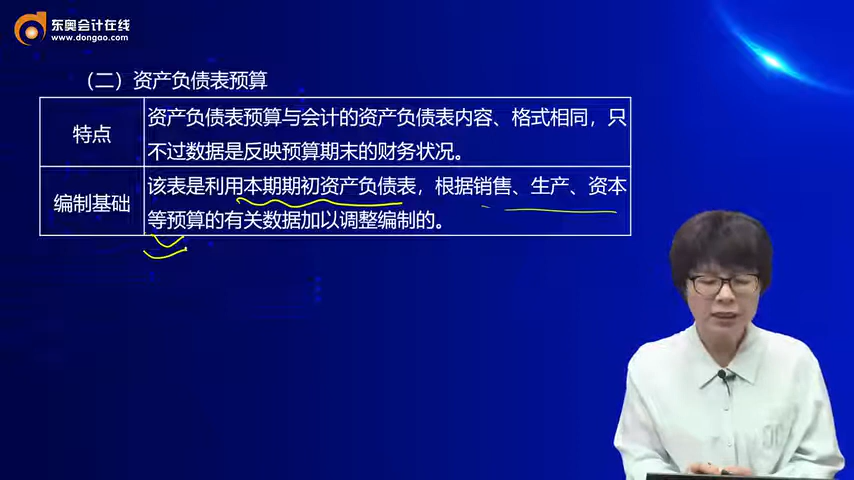 东奥会计在线
www.dongao.com
（二）资产负债表预算
特点
资产负债表预算与会计的资产负债表内容、格式相同，只
不过数据是反映预算期末的财务状况。
编制基础
该表是利用本期期初资产负债表，根据销售、生产、资本
等预算的有关数据加以调整编制的。